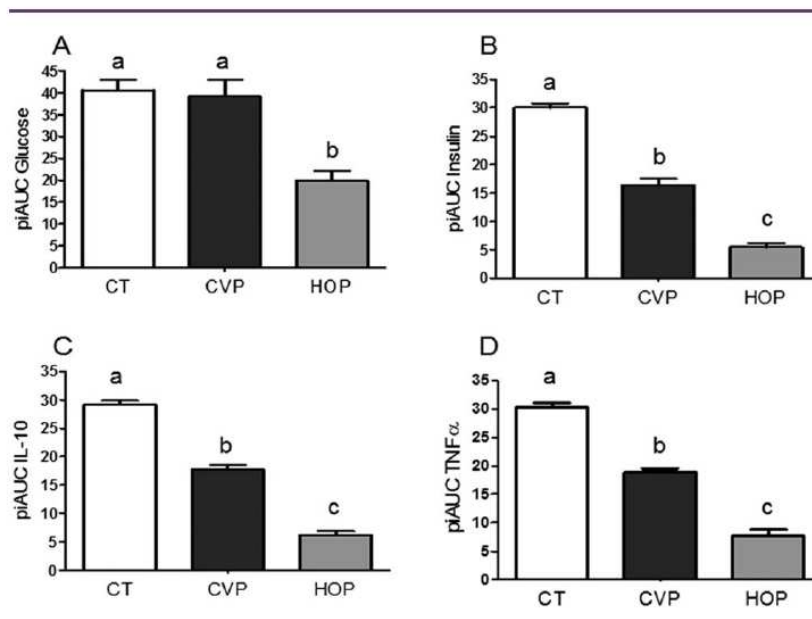 A
piAUC Glucose
45
40
35
30
25
20
15
10
5
0
a
a
b
CT
CVP
HOP
B
piAUC Insulin
35
30
25
20
15
10
5
0
a
b
c
CT
CVP
HOP
C
piAUC IL-10
35
30
25
20
15
10
5
0
a
b
c
CT
CVP
HOP
D
piAUC TNFα
35
30
25
20
15
10
5
0
a
b
c
CT
CVP
HOP